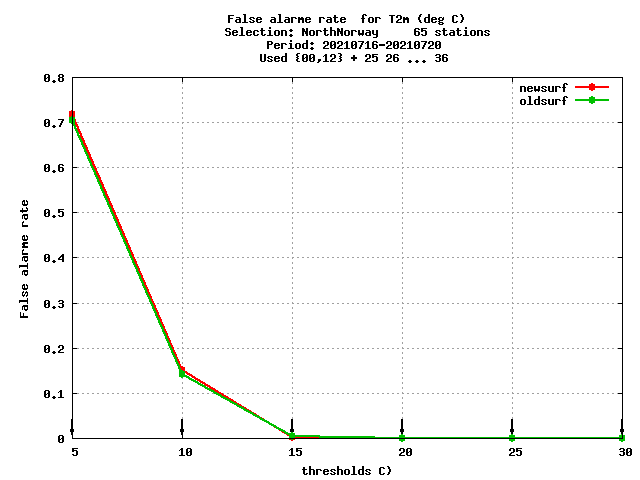 False alarme rate  for T2m (deg C)
Selection: NorthNorway     65 stations
Period: 20210716-20210720
Used {00,12} + 25 26 ... 36
newsurf
oldsurf
0.8
0.7
0.6
0.5
0.4
0.3
0.2
0.1
0
False alarme rate
5 10 15 20 25 30
thresholds C)